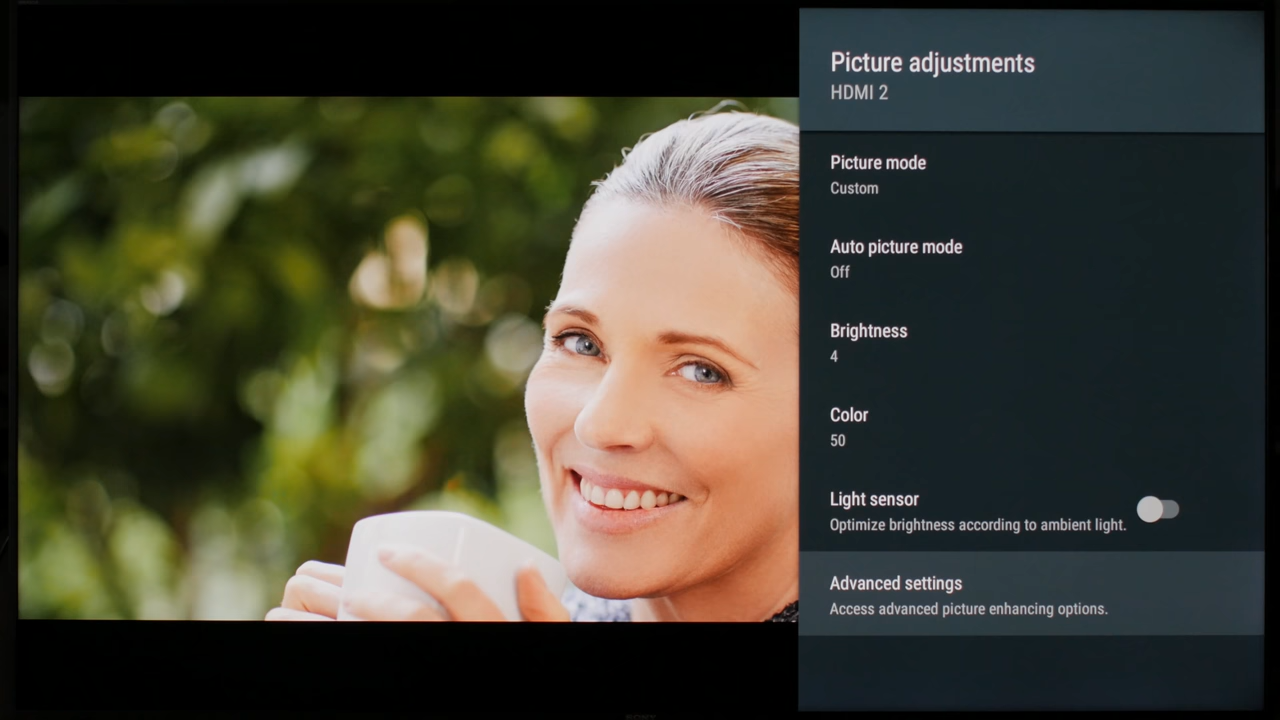 Picture adjustments
HDMI 2
Picture mode
Custom
Auto picture mode
Off
Brightness
4
Color
50
Light sensor
Optimize brightness according to ambient light.
Advanced settings
Access advanced picture enhancing options.
SONY